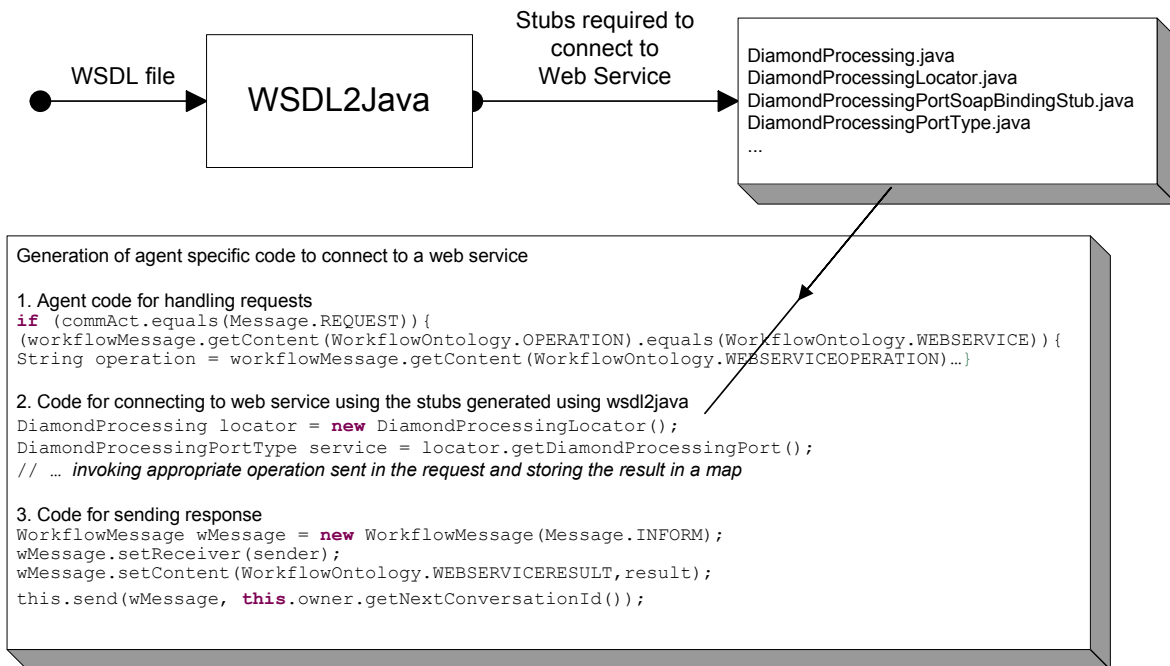 WSDL file
WSDL2Java
Stubs required to
connect to
Web Service
DiamondProcessing.java
DiamondProcessingLocator.java
DiamondProcessingPortSoapBindingStub.java
DiamondProcessingPortType.java
...
Generation of agent specific code to connect to a web service
1. Agent code for handling requests
if (commAct.equals(Message.REQUEST)){
(workflowMessage.getContent(WorkflowOntology.OPERATION).equals(WorkflowOntology.WEBSERVICE)){
String operation = workflowMessage.getContent(WorkflowOntology.WEBSERVICEOPERATION)…}
2. Code for connecting to web service using the stubs generated using wsdl2java
DiamondProcessing locator = new DiamondProcessingLocator();
DiamondProcessingPortType service = locator.getDiamondProcessingPort();
// … invoking appropriate operation sent in the request and storing the result in a map
3. Code for sending response
WorkflowMessage wMessage = new WorkflowMessage(Message.INFORM);
wMessage.setReceiver(sender);
wMessage.setContent(WorkflowOntology.WEBSERVICERESULT,result);
this.send(wMessage, this.owner.getNextConversationId());